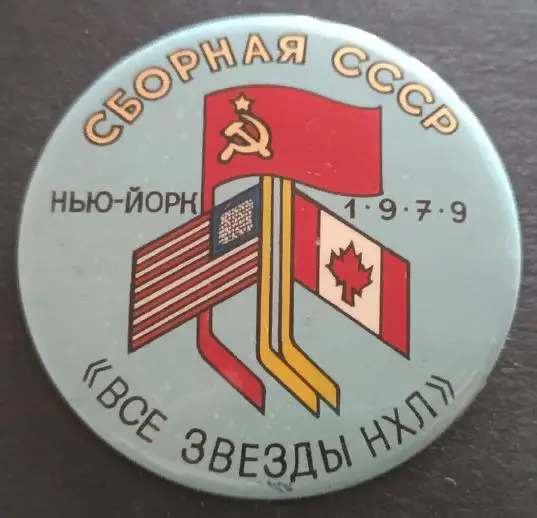 СБОРНАЯ СССР
НЬЮ-ЙОРК 1·9·7·9
«ВСЕ ЗВЕЗДЫ НХЛ»